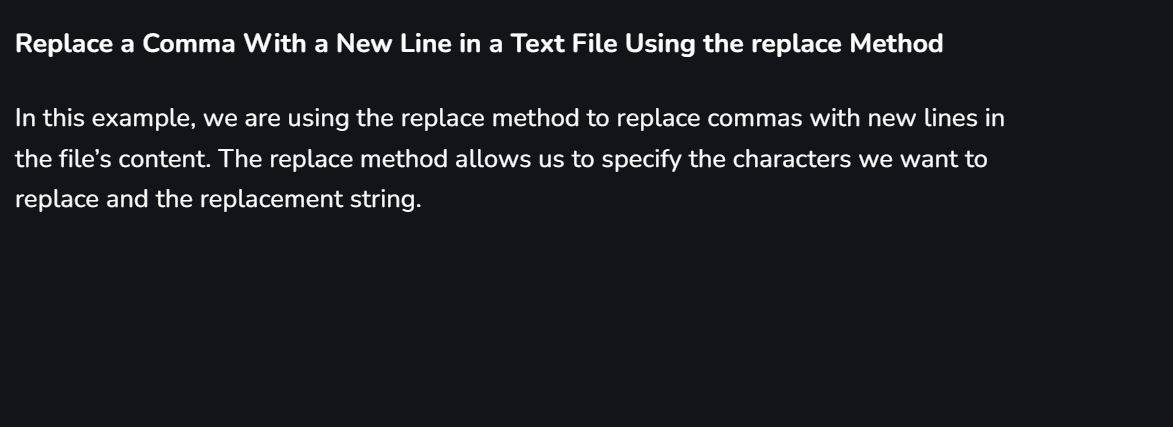 Replace a Comma With a New Line in a Text File Using the replace Method
In this example, we are using the replace method to replace commas with new lines in
the file’s content. The replace method allows us to specify the characters we want to
replace and the replacement string.